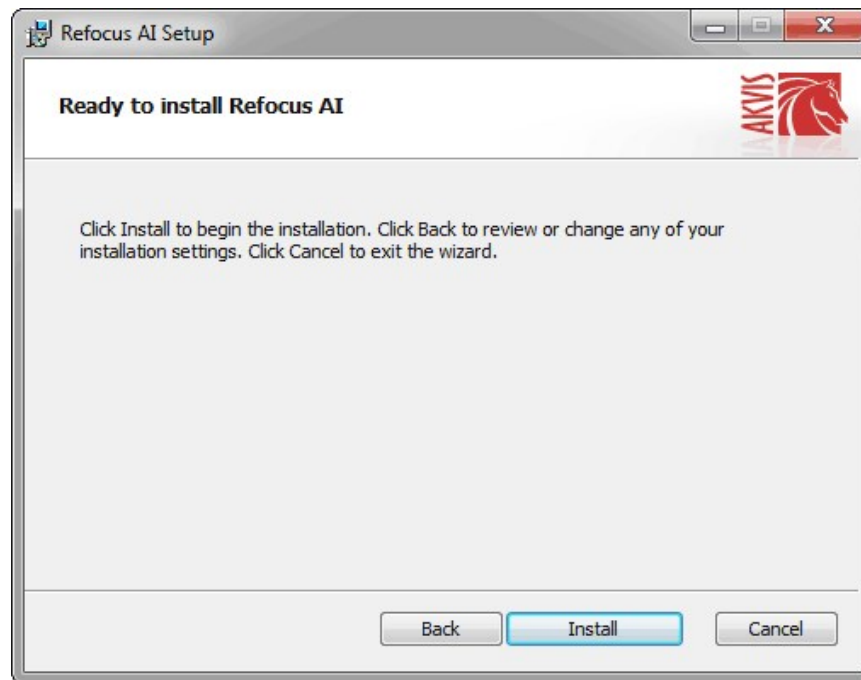 Refocus AI Setup
Ready to install Refocus AI
AKVIS
Click Install to begin the installation. Click Back to review or change any of your
installation settings. Click Cancel to exit the wizard.
Back
Install
Cancel